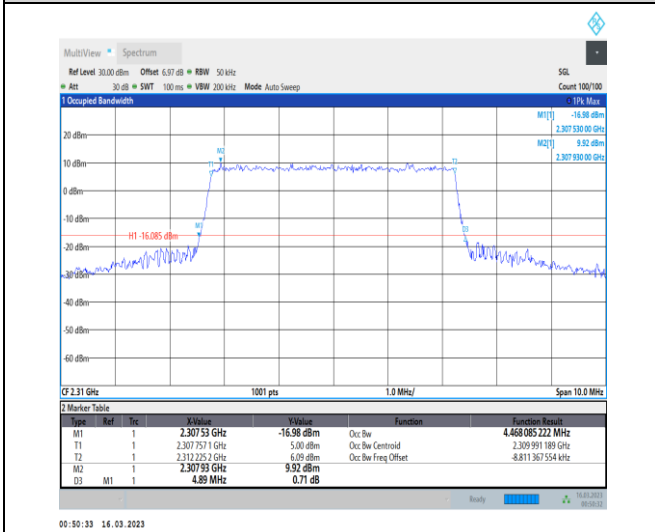 MultiView Spectrum
Ref Level 30.00 dBm Offset 6.97 dB RBW 50 kHz SGL
Att 30 dB SWT 100 ms VBW 200 kHz Mode Auto Sweep Count 100/100
1 Occupied Bandwidth 1Pk Max
M1[1] -16.98 dBm
2.307 530 00 GHz
M2[1] 9.92 dBm
2.307 930 00 GHz
20 dBm
M2
T1 T2
10 dBm
0 dBm
-10 dBm
M1 D3
H1 -16.085 dBm
-20 dBm
-30 dBm
-40 dBm
-50 dBm
-60 dBm
CF 2.31 GHz 1001 pts 1.0 MHz/ Span 10.0 MHz
2 Marker Table
Type Ref Trc X-Value Y-Value Function Function Result
M1 1 2.307 53 GHz -16.98 dBm Occ Bw 4.468 085 222 MHz
T1 1 2.307 757 1 GHz 5.00 dBm Occ Bw Centroid 2.309 991 189 GHz
T2 1 2.312 225 2 GHz 6.09 dBm Occ Bw Freq Offset -8.811 367 554 kHz
M2 1 2.307 93 GHz 9.92 dBm
D3 M1 1 4.89 MHz 0.71 dB
Ready 16.03.2023
00:50:32
00:50:33 16.03.2023